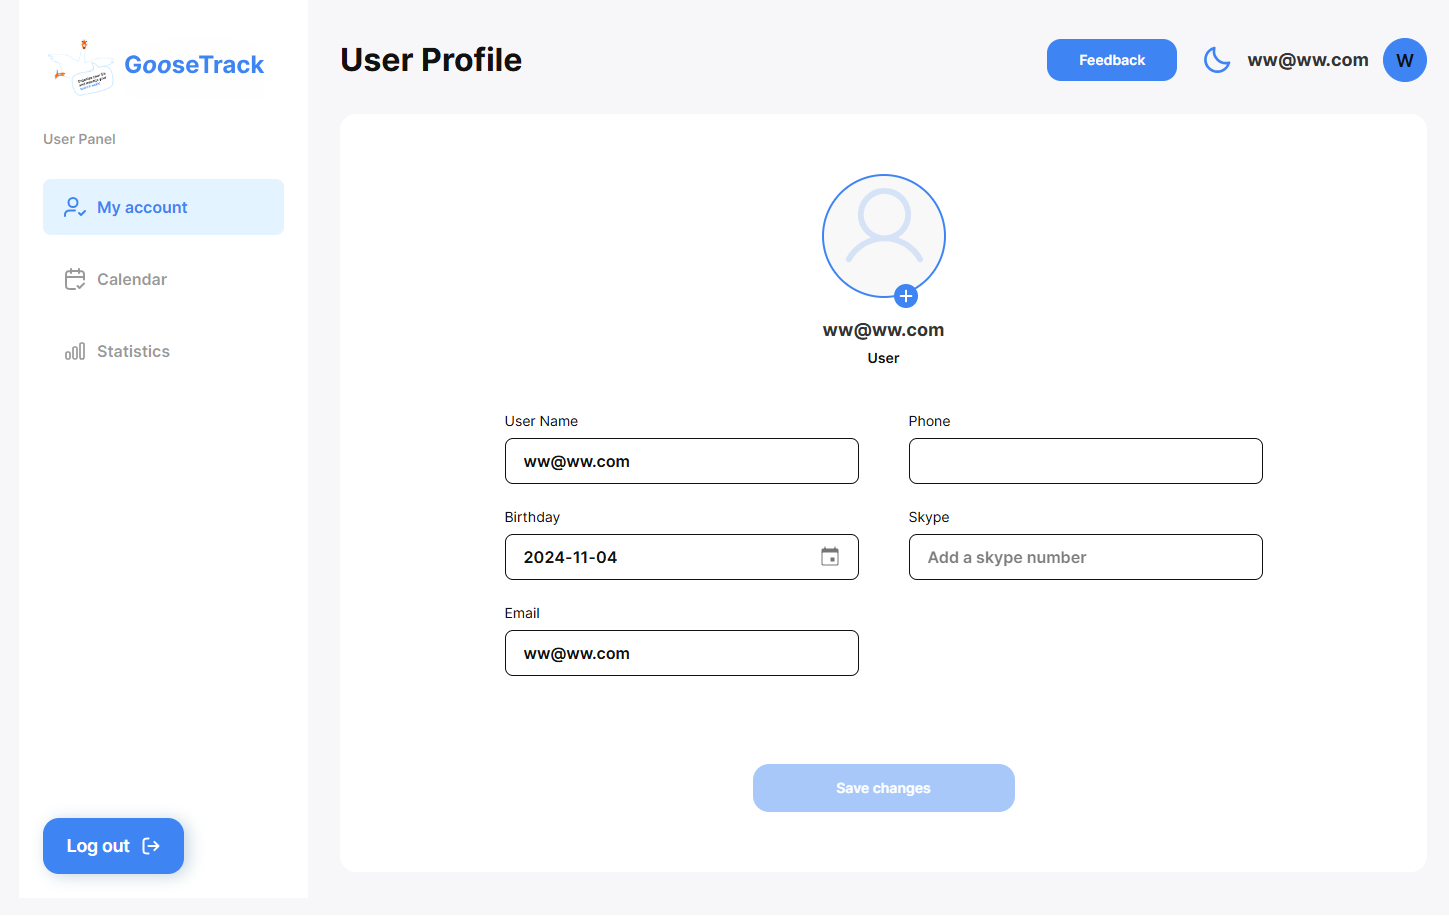 GooseTrack
User Panel
My account
Calendar
Statistics
Log out
User Profile
Feedback
ww@ww.com
W
ww@ww.com
User
User Name
ww@ww.com
Phone
Birthday
2024-11-04
Skype
Add a skype number
Email
ww@ww.com
Save changes